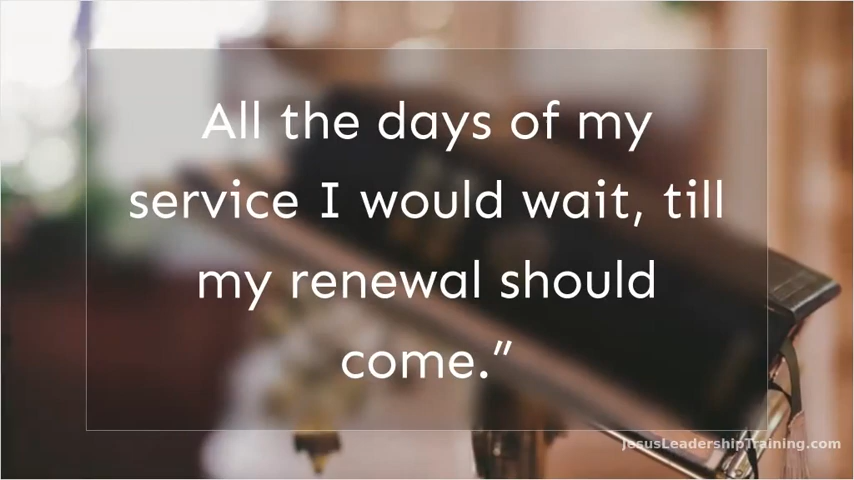 All the days of my
service I would wait, till
my renewal should
come.”
JesusLeadershipTraining.com